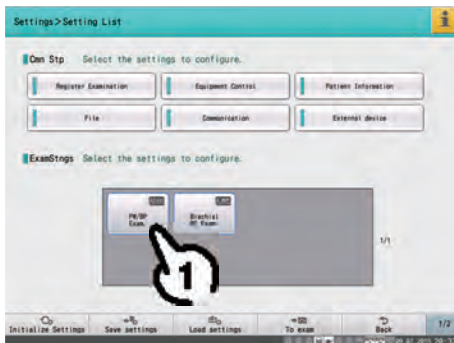 Settings>Setting List
Cmn Stp Select the settings to configure.
Register Examination
Equipment Control
Patient Information
File
Communication
External device
ExamStngs Select the settings to configure.
PW/BP
Exam.
Brachial
BP Exam.
1
1/1
Initialize Settings
Save settings
Load settings
To exam
Back
1/2